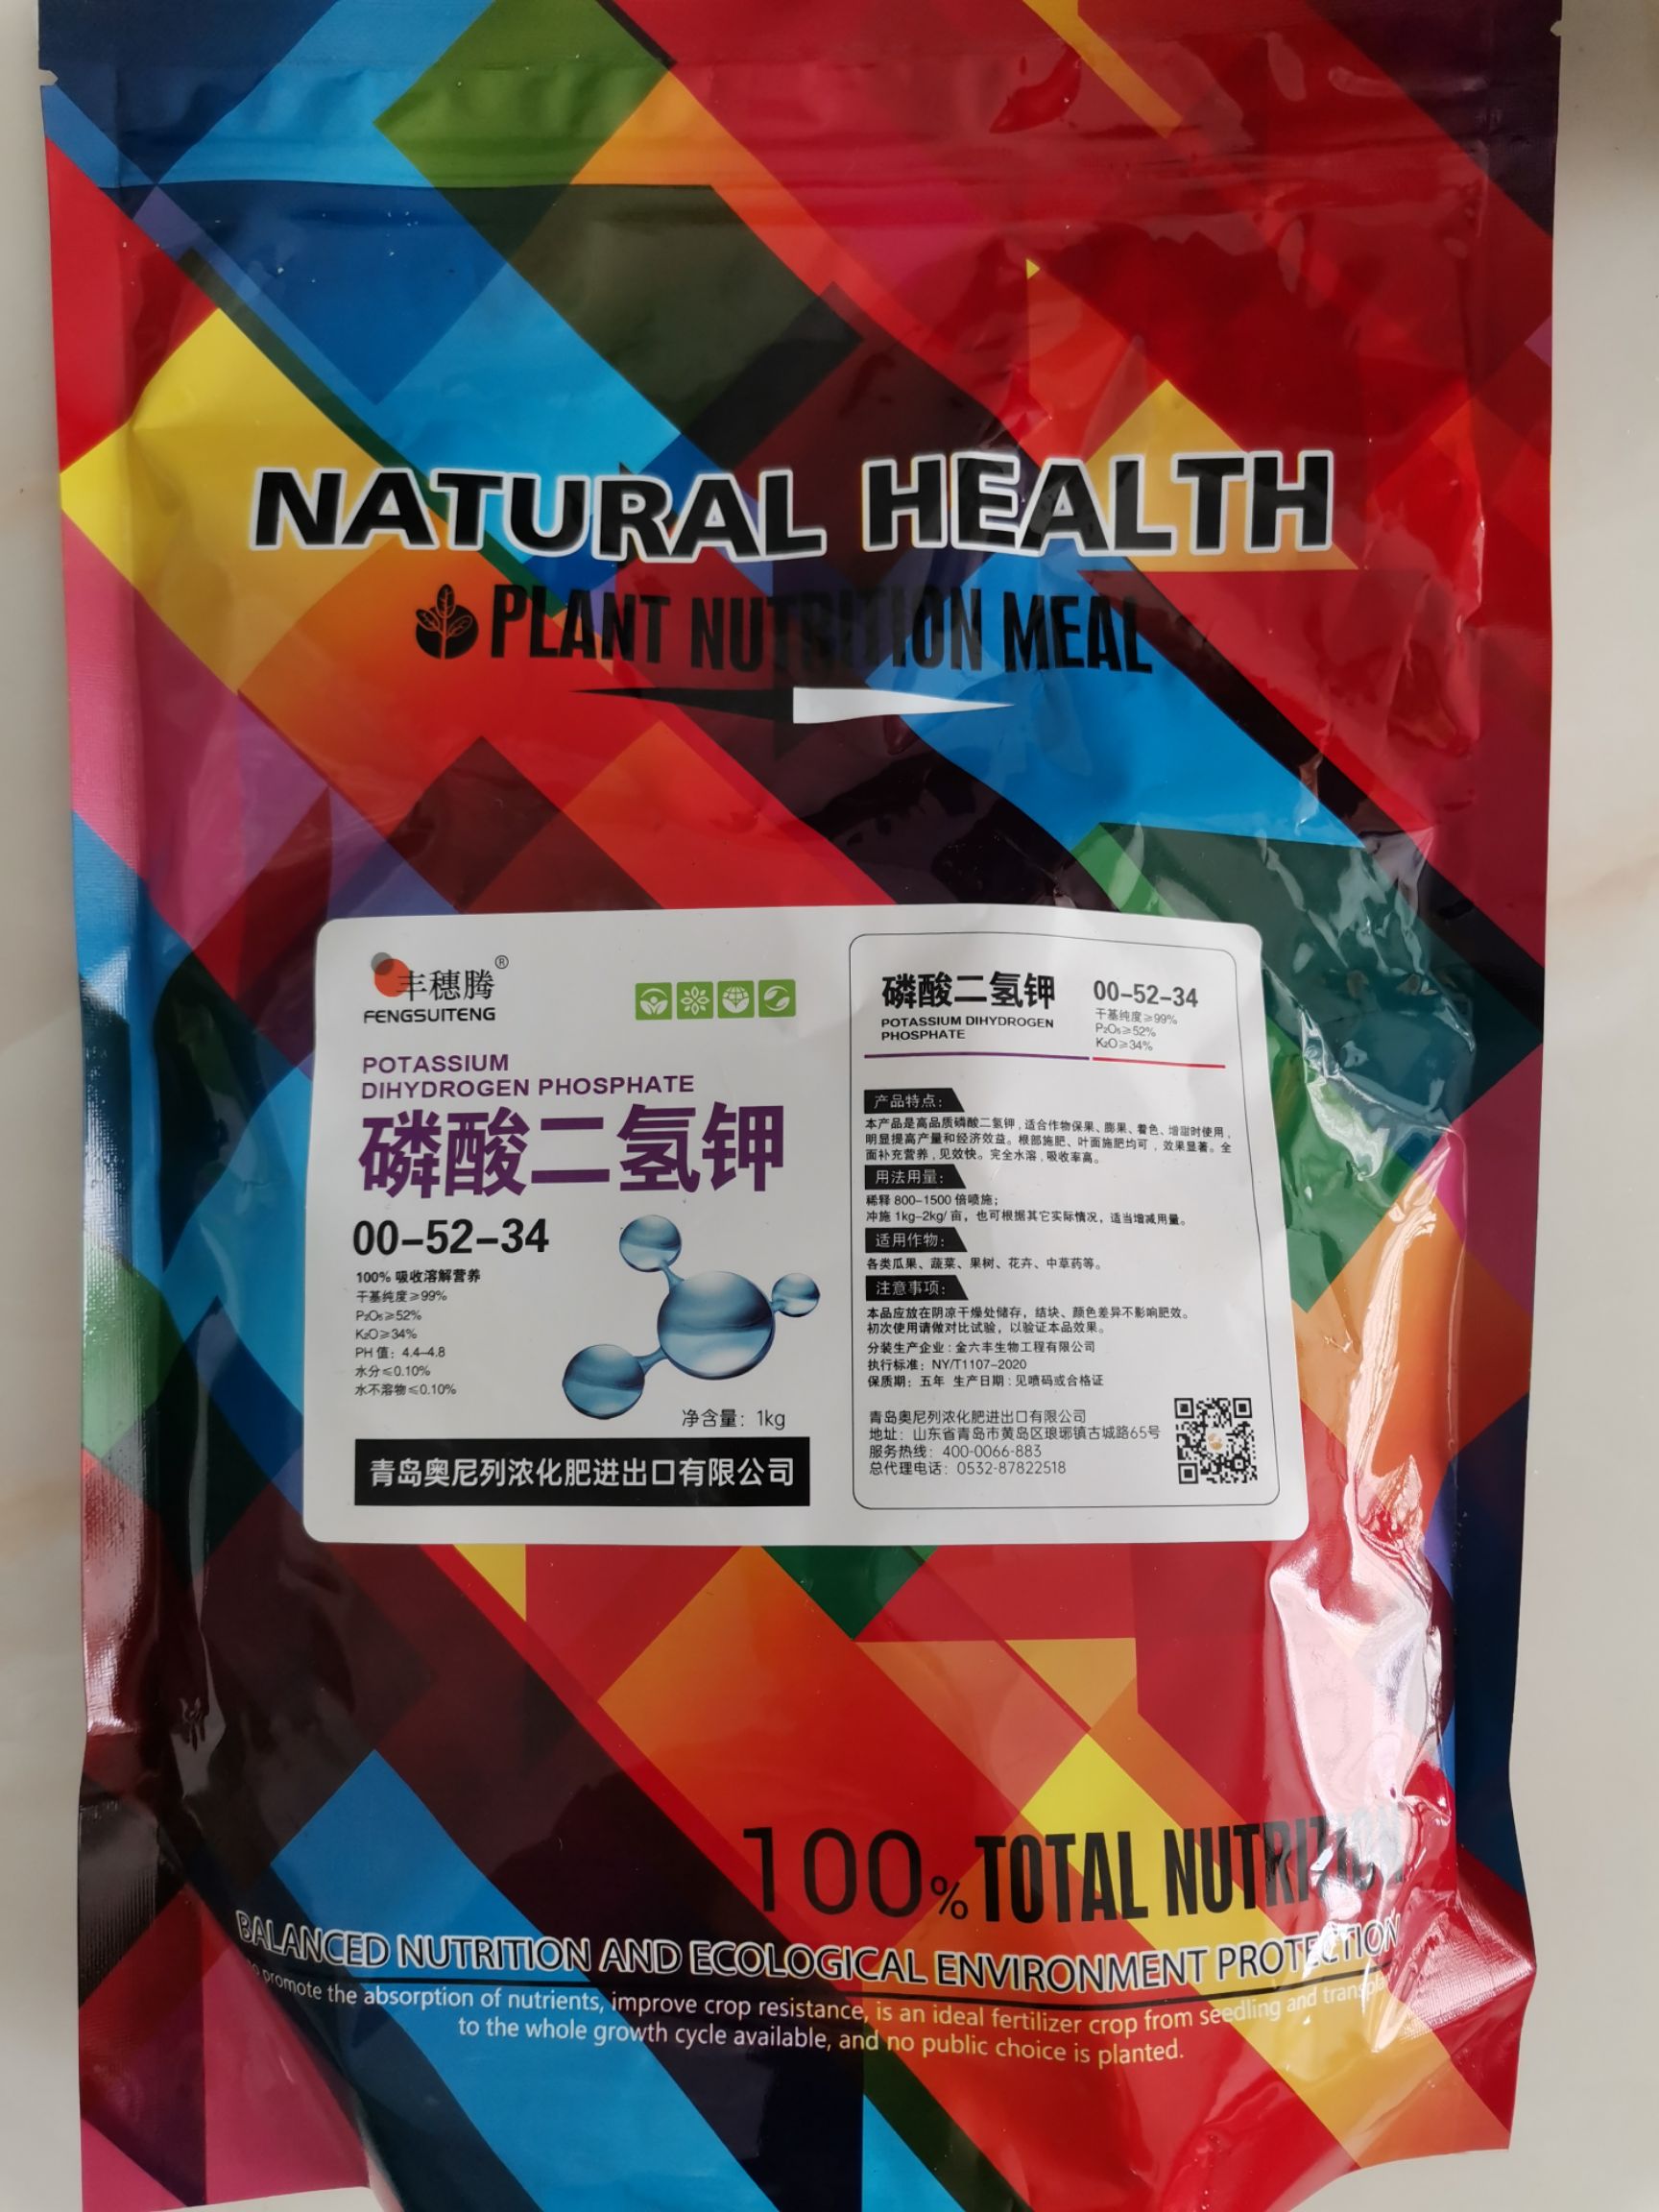 NATURAL HEALTH
PLANT NUTRITION MEAL
丰穗腾®
FENGSUITENG
POTASSIUM
DIHYDROGEN PHOSPHATE
磷酸二氢钾
00-52-34
100% 吸收溶解营养
干基纯度≥99%
P₂O₅≥52%
K₂O≥34%
PH 值：4.4-4.8
水分≤0.10%
水不溶物≤0.10%
净含量：1kg
青岛奥尼列浓化肥进出口有限公司
磷酸二氢钾
POTASSIUM DIHYDROGEN
PHOSPHATE
00-52-34
干基纯度≥99%
P₂O₅≥52%
K₂O≥34%
产品特点：
本产品是高品质磷酸二氢钾，适合作物保果、膨果、着色、增甜时使用，
明显提高产量和经济效益。根部施肥、叶面施肥均可，效果显著。全
面补充营养，见效快。完全水溶，吸收率高。
用法用量：
稀释 800-1500 倍喷施；
冲施 1kg-2kg/ 亩，也可根据其它实际情况，适当增减用量。
适用作物：
各类瓜果、蔬菜、果树、花卉、中草药等。
注意事项：
本品应放在阴凉干燥处储存，结块、颜色差异不影响肥效。
初次使用请做对比试验，以验证本品效果。
分装生产企业：金六丰生物工程有限公司
执行标准：NY/T1107-2020
保质期：五年 生产日期：见喷码或合格证
青岛奥尼列浓化肥进出口有限公司
地址：山东省青岛市黄岛区琅琊镇古城路65号
服务热线：400-0066-883
总代理电话：0532-87822518
100% TOTAL NUTRITION
BALANCED NUTRITION AND ECOLOGICAL ENVIRONMENT PROTECTION
promote the absorption of nutrients, improve crop resistance, is an ideal fertilizer crop from seedling and
to the whole growth cycle available, and no public choice is planted.